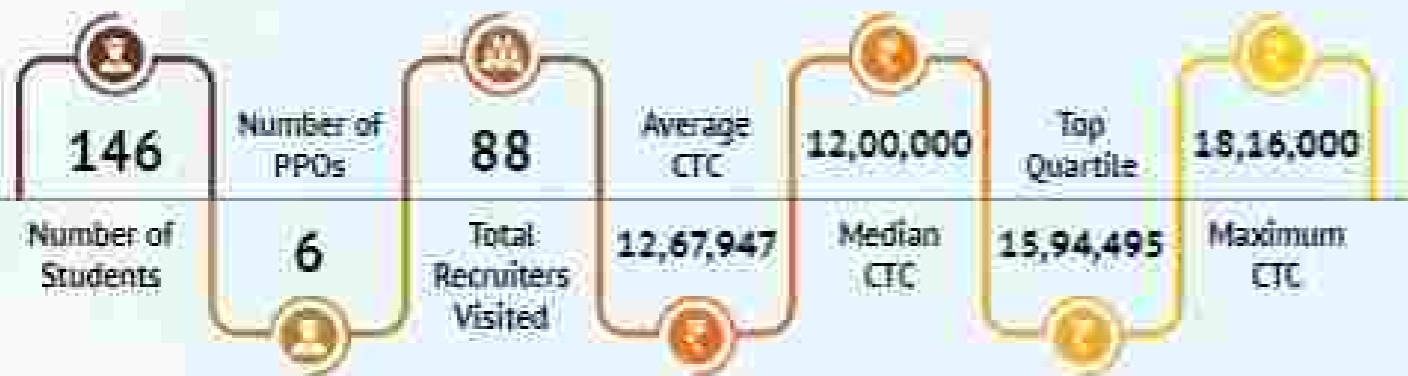 146
Number of
Students
Number of
PPOs
6
88
Total
Recruiters
Visited
Average
CTC
12,67,947
12,00,000
Median
CTC
Top
Quartile
15,94,495
18,16,000
Maximum
CTC